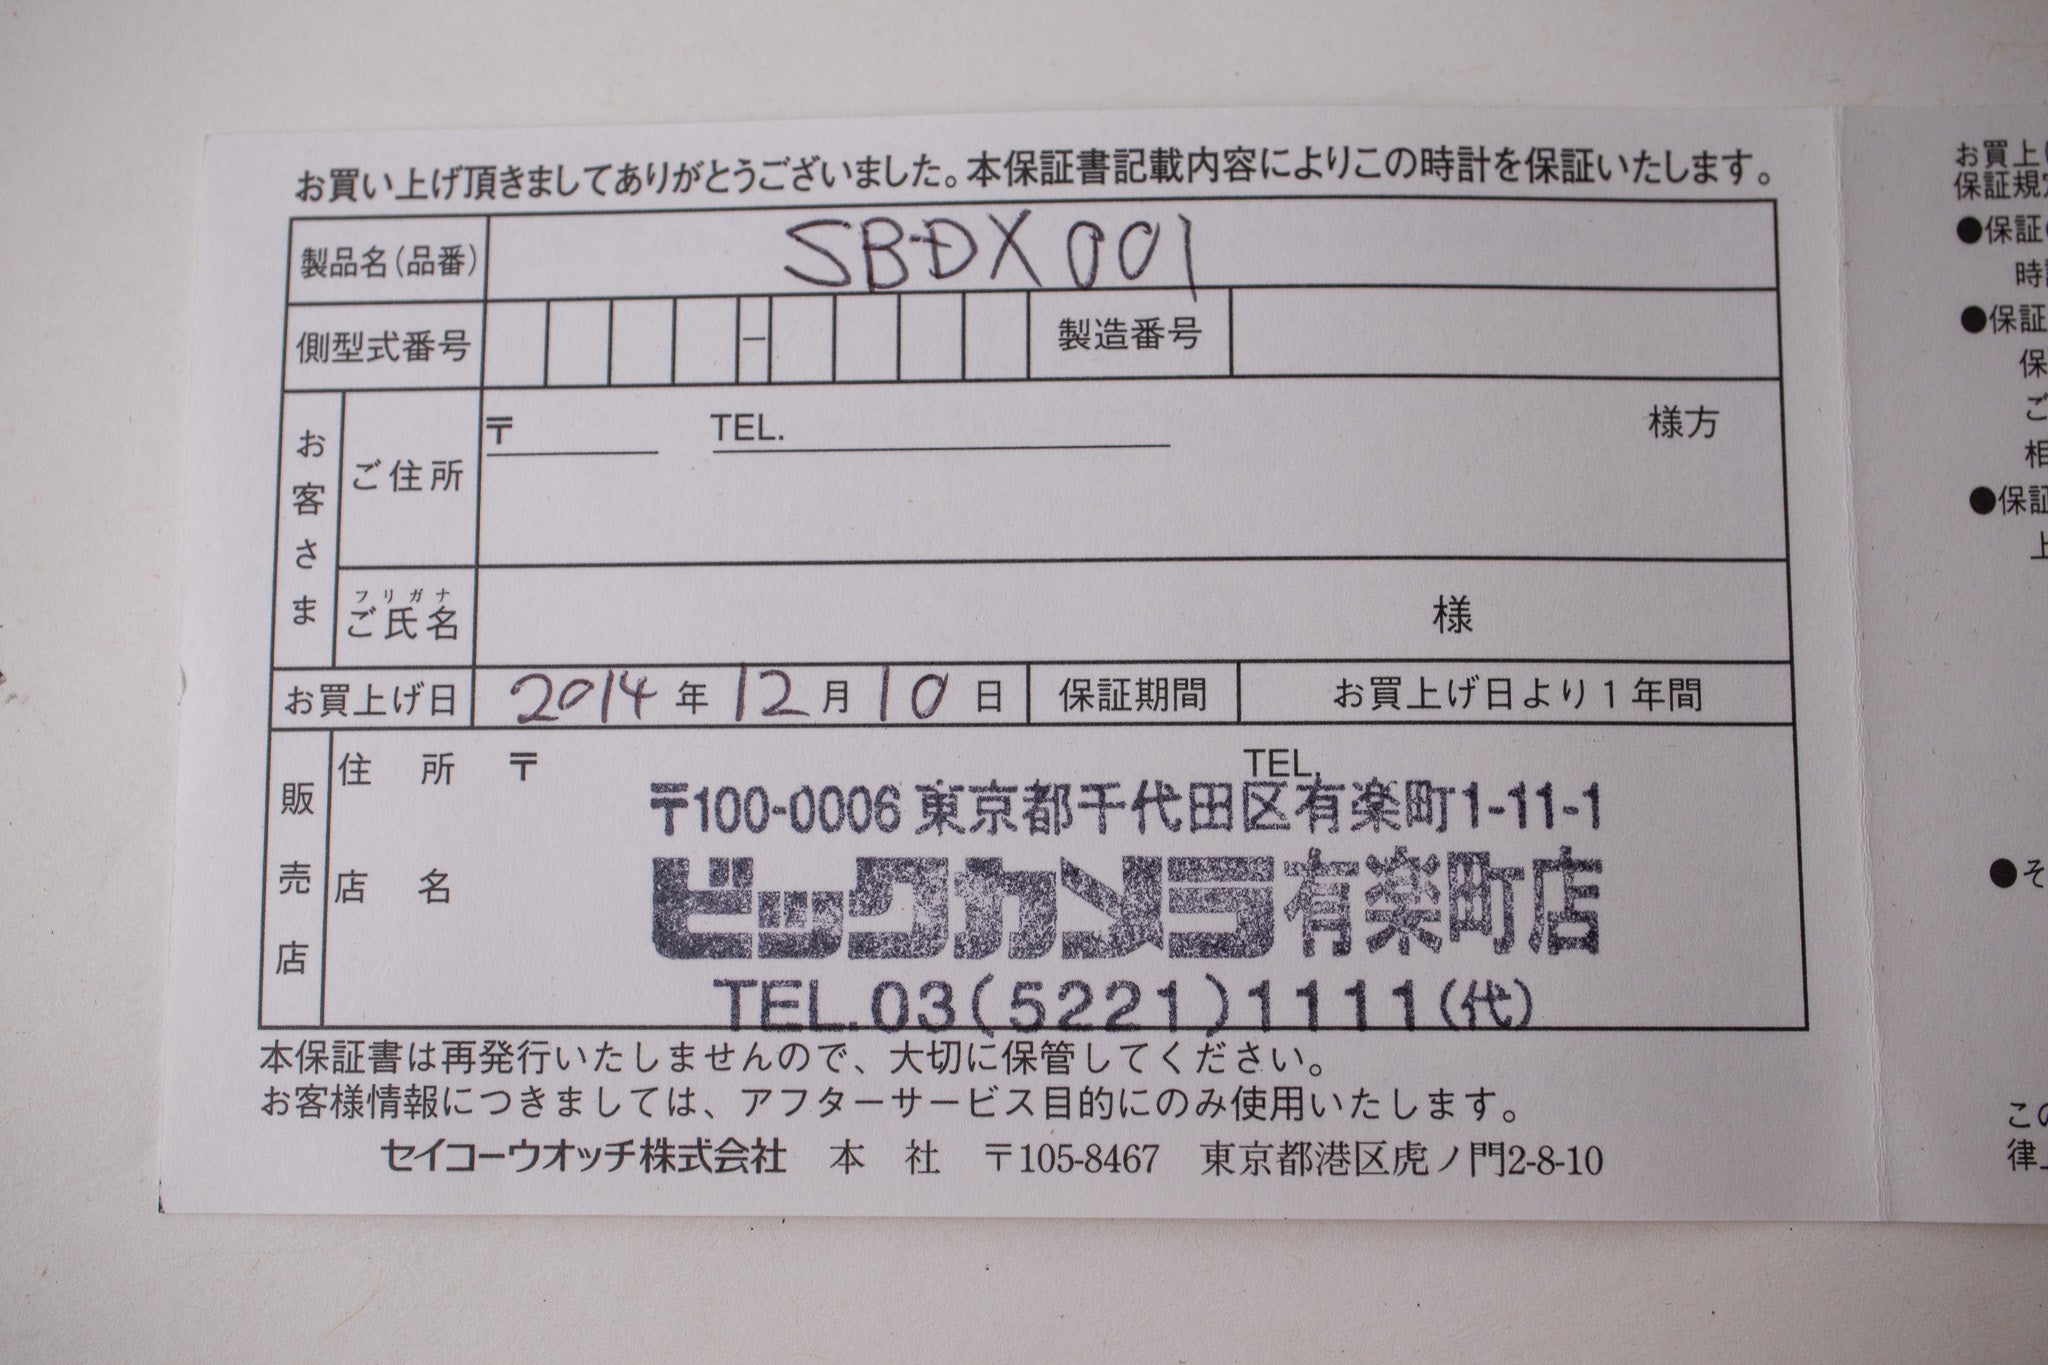 お買い上げ頂きましてありがとうございました。本保証書記載内容によりこの時計を保証いたします。
製品名(品番) SBDX001
側型式番号 － 製造番号
お客さま
ご住所 〒 TEL. 様方
フリガナ
ご氏名 様
お買上げ日 2014年12月10日 保証期間 お買上げ日より1年間
販売店
住所 〒 TEL.
〒100-0006 東京都千代田区有楽町1-11-1
店名 ビックカメラ有楽町店
TEL.03(5221)1111(代)
本保証書は再発行いたしませんので、大切に保管してください。
お客様情報につきましては、アフターサービス目的にのみ使用いたします。
セイコーウオッチ株式会社 本社 〒105-8467 東京都港区虎ノ門2-8-10
お買上
保証規
●保証
時
●保証
保
ご
相
●保証
上
●そ
この
律上